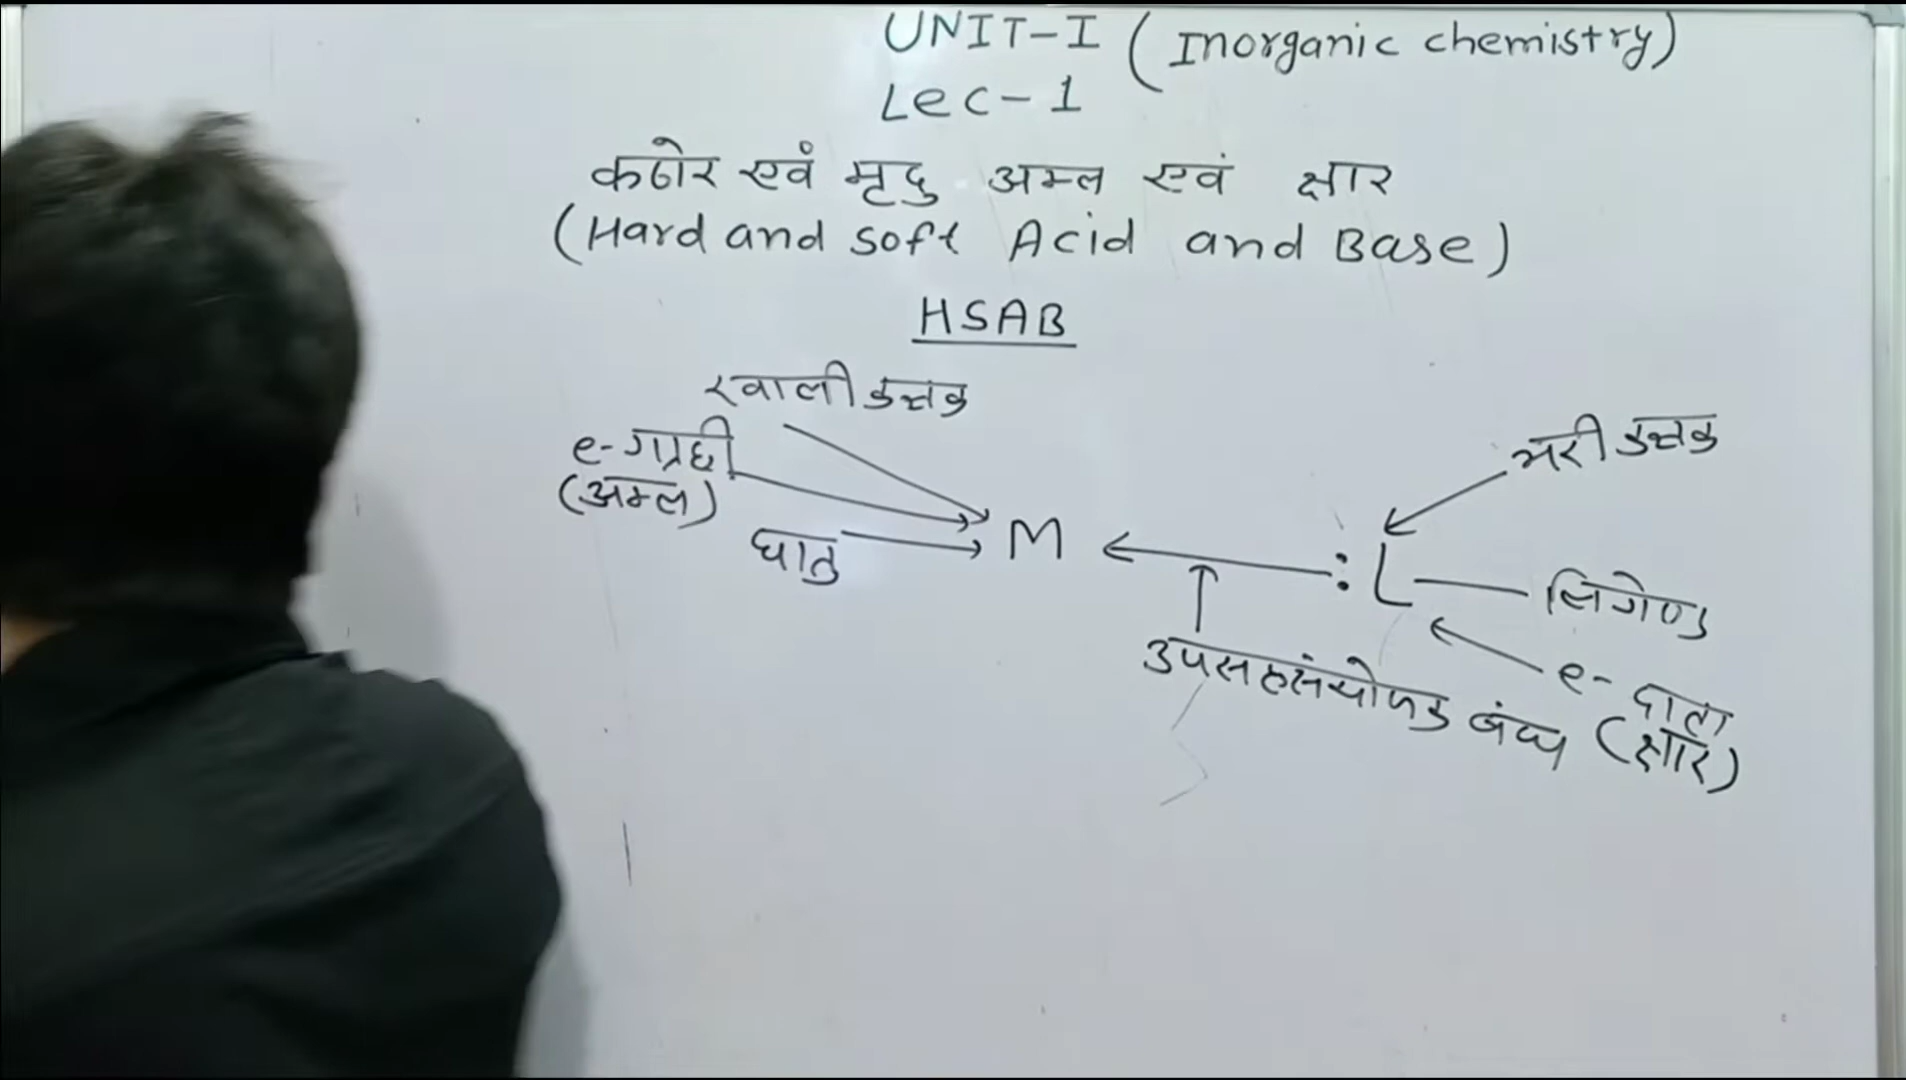 UNIT-I (Inorganic chemistry)
Lec-1
कठोर एवं मृदु अम्ल एवं क्षार
(Hard and soft Acid and Base)
HSAB
खाली कक्षक
भरी कक्षक
e- ग्राही
(अम्ल)
धातु
M
:L
लिगेण्ड
उपसहसंयोजक बंध
e- दाता
(क्षार)